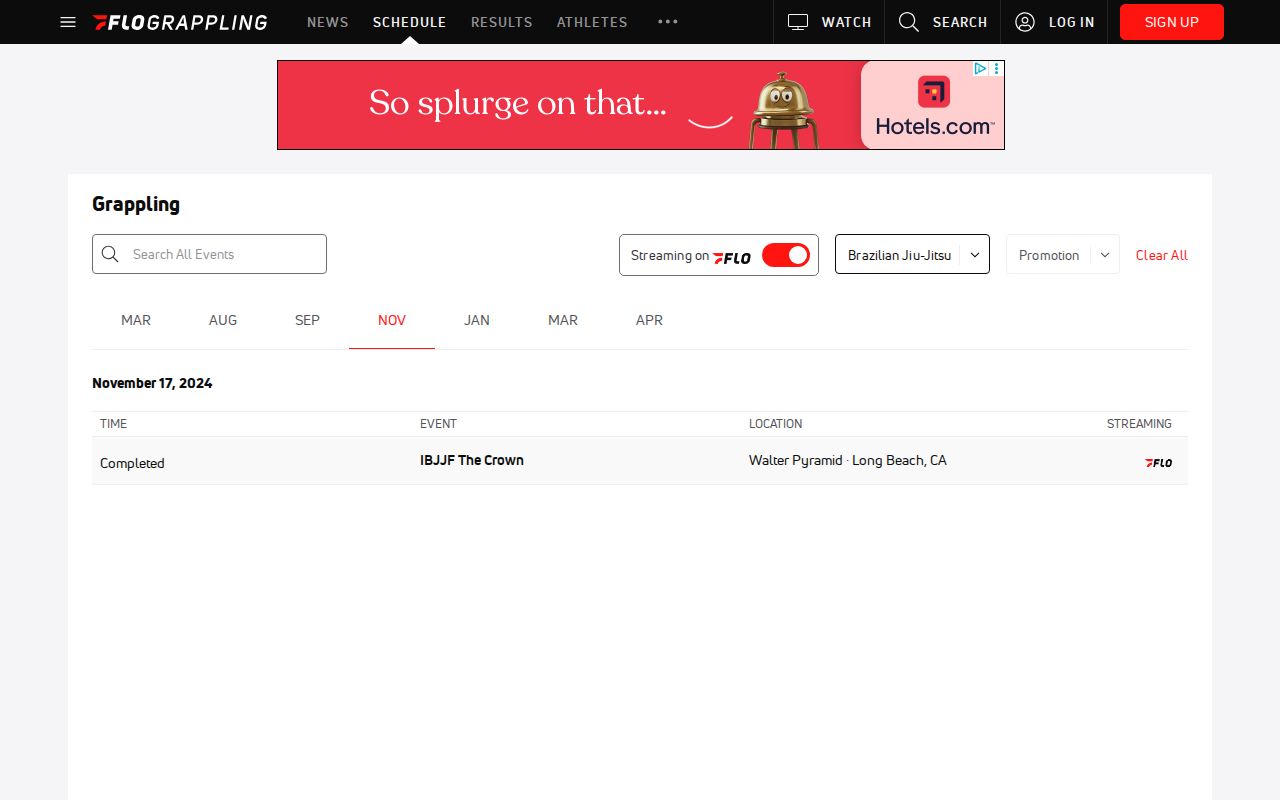 FLOGRAPPLING NEWS SCHEDULE RESULTS ATHLETES WATCH SEARCH LOG IN SIGN UP
So splurge on that...
Hotels.com™
Grappling
Search All Events Streaming on FLO Brazilian Jiu-Jitsu Promotion Clear All
MAR AUG SEP NOV JAN MAR APR
November 17, 2024
TIME EVENT LOCATION STREAMING
Completed IBJJF The Crown Walter Pyramid · Long Beach, CA FLO